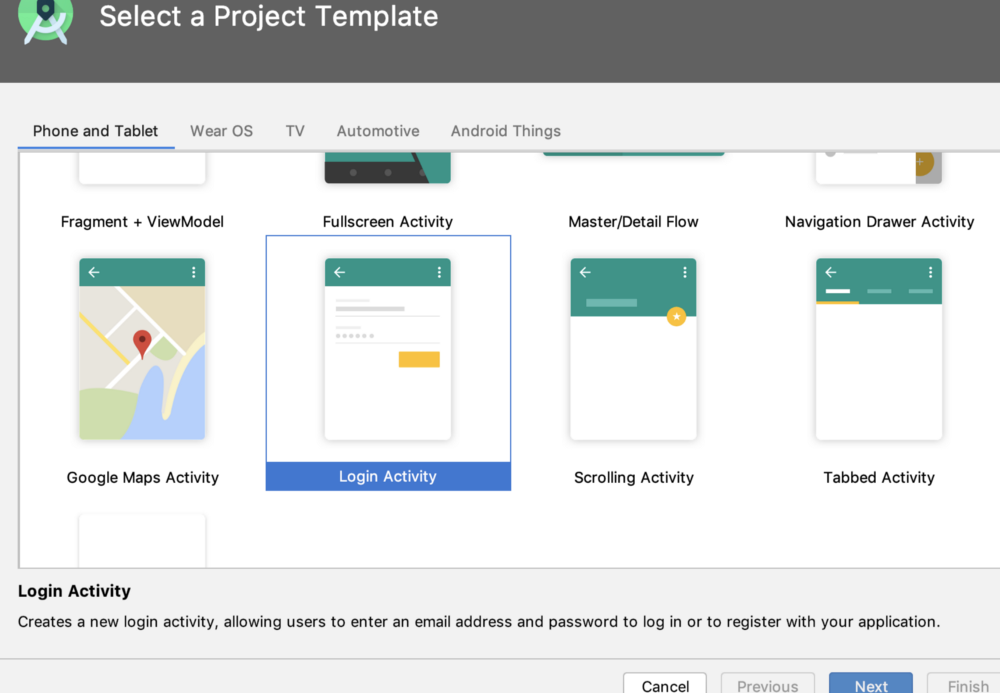 Select a Project Template
Phone and Tablet Wear OS TV Automotive Android Things
Fragment + ViewModel Fullscreen Activity Master/Detail Flow Navigation Drawer Activity
Google Maps Activity Login Activity Scrolling Activity Tabbed Activity
Login Activity
Creates a new login activity, allowing users to enter an email address and password to log in or to register with your application.
Cancel Previous Next Finish